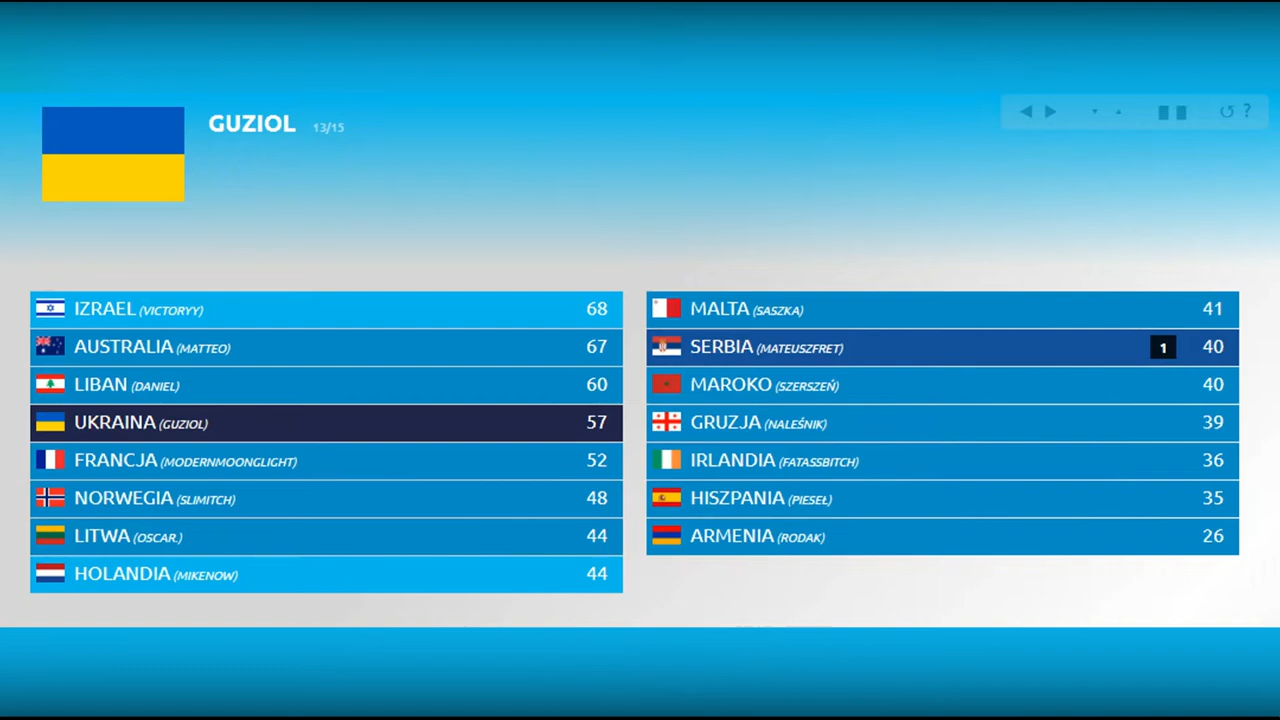 GUZIOL 13/15
?
IZRAEL (VICTORYY) 68
AUSTRALIA (MATTEO) 67
LIBAN (DANIEL) 60
UKRAINA (GUZIOL) 57
FRANCJA (MODERNMOONGLIGHT) 52
NORWEGIA (SLIMITCH) 48
LITWA (OSCAR.) 44
HOLANDIA (MIKENOW) 44
MALTA (SASZKA) 41
SERBIA (MATEUSZFRET) 1 40
MAROKO (SZERSZEŃ) 40
GRUZJA (NALEŚNIK) 39
IRLANDIA (FATASSBITCH) 36
HISZPANIA (PIESEŁ) 35
ARMENIA (RODAK) 26